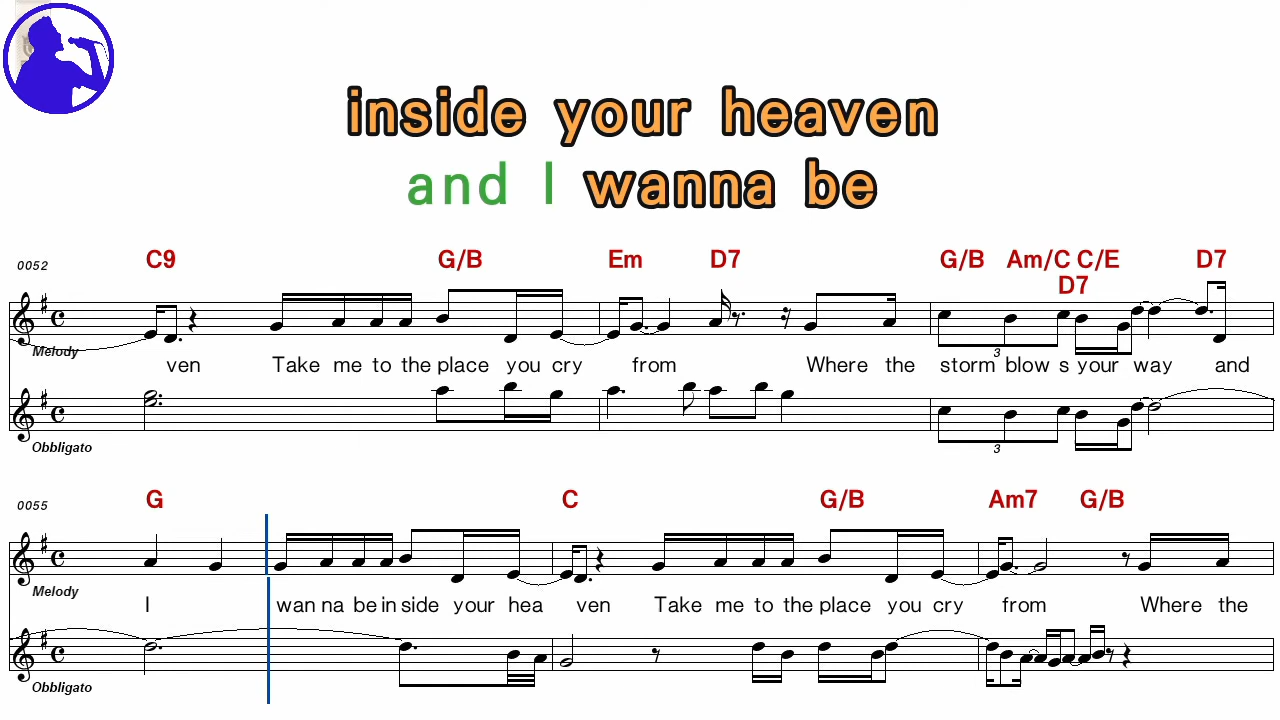 inside your heaven
and I wanna be
C9 G/B Em D7 G/B Am/C C/E D7
D7
0052
Melody
ven Take me to the place you cry from Where the storm blow s your way and
3
Obbligato
3
G C G/B Am7 G/B
0055
Melody
I wan na be in side your hea ven Take me to the place you cry from Where the
Obbligato